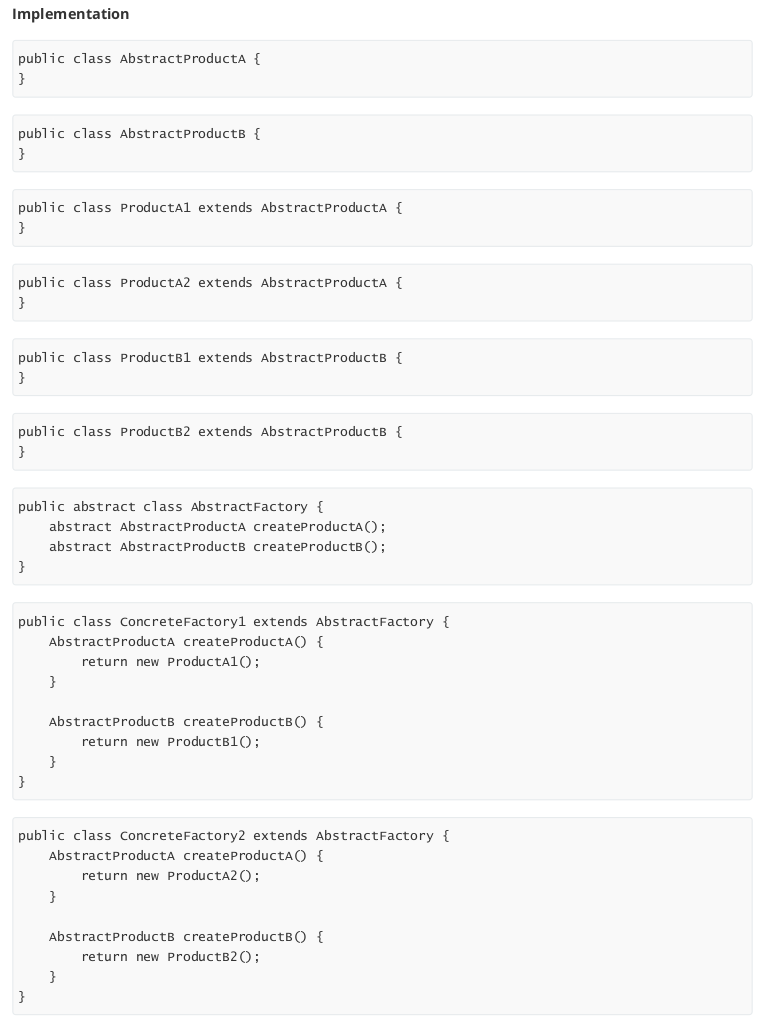 Implementation
public class AbstractProductA {
}
public class AbstractProductB {
}
public class ProductA1 extends AbstractProductA {
}
public class ProductA2 extends AbstractProductA {
}
public class ProductB1 extends AbstractProductB {
}
public class ProductB2 extends AbstractProductB {
}
public abstract class AbstractFactory {
    abstract AbstractProductA createProductA();
    abstract AbstractProductB createProductB();
}
public class ConcreteFactory1 extends AbstractFactory {
    AbstractProductA createProductA() {
        return new ProductA1();
    }

    AbstractProductB createProductB() {
        return new ProductB1();
    }
}
public class ConcreteFactory2 extends AbstractFactory {
    AbstractProductA createProductA() {
        return new ProductA2();
    }

    AbstractProductB createProductB() {
        return new ProductB2();
    }
}